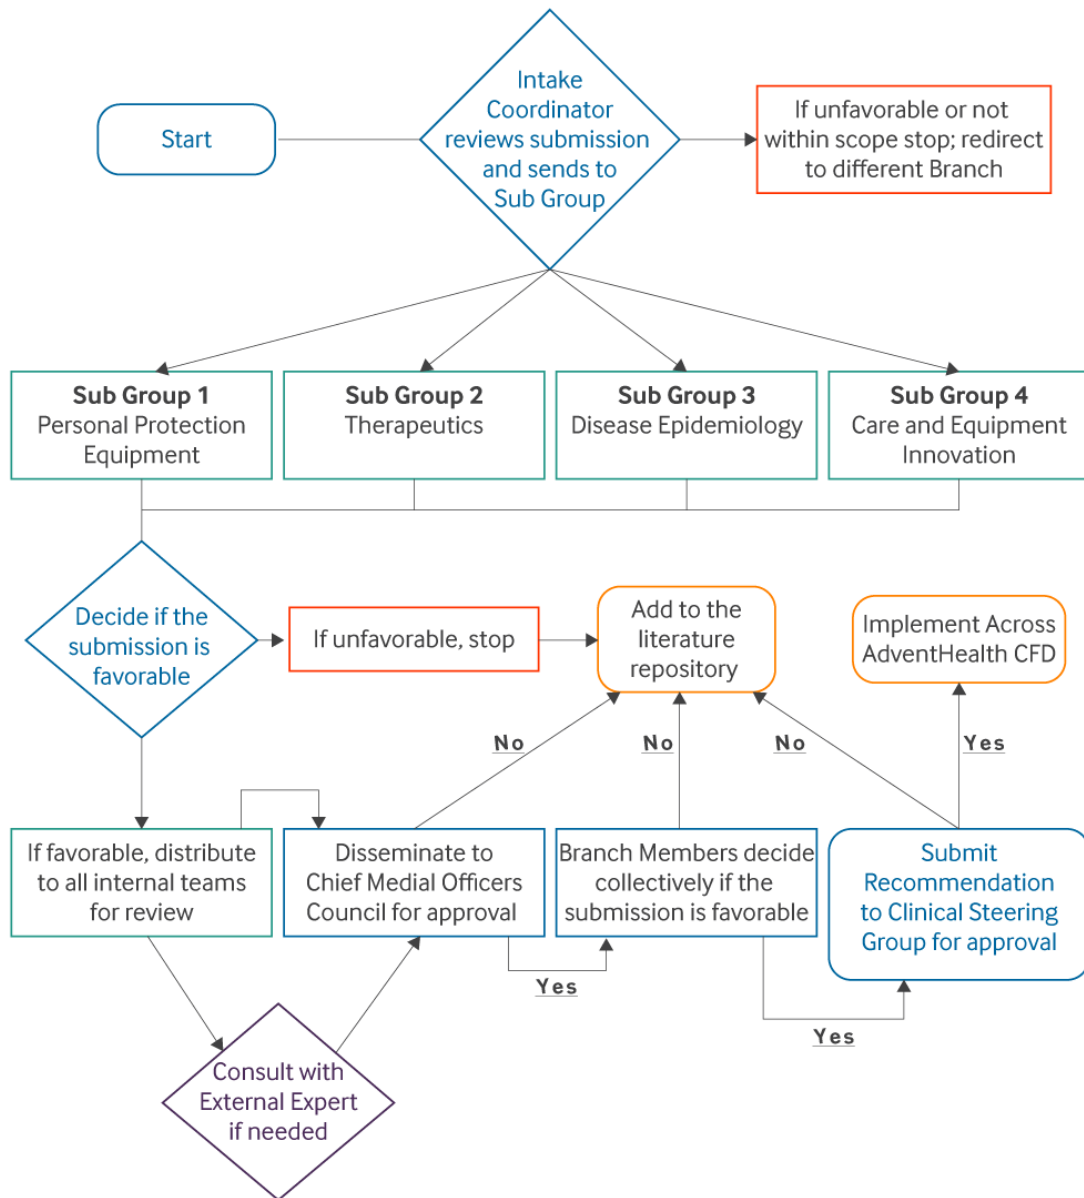 Start
Intake
Coordinator
reviews submission
and sends to
Sub Group
If unfavorable or not
within scope stop; redirect
to different Branch
Sub Group 1
Personal Protection
Equipment
Sub Group 2
Therapeutics
Sub Group 3
Disease Epidemiology
Sub Group 4
Care and Equipment
Innovation
Decide if the
submission is
favorable
If unfavorable, stop
Add to the
literature
repository
Implement Across
AdventHealth CFD
No
No
No
Yes
If favorable, distribute
to all internal teams
for review
Disseminate to
Chief Medial Officers
Council for approval
Branch Members decide
collectively if the
submission is favorable
Submit
Recommendation
to Clinical Steering
Group for approval
Yes
Yes
Consult with
External Expert
if needed